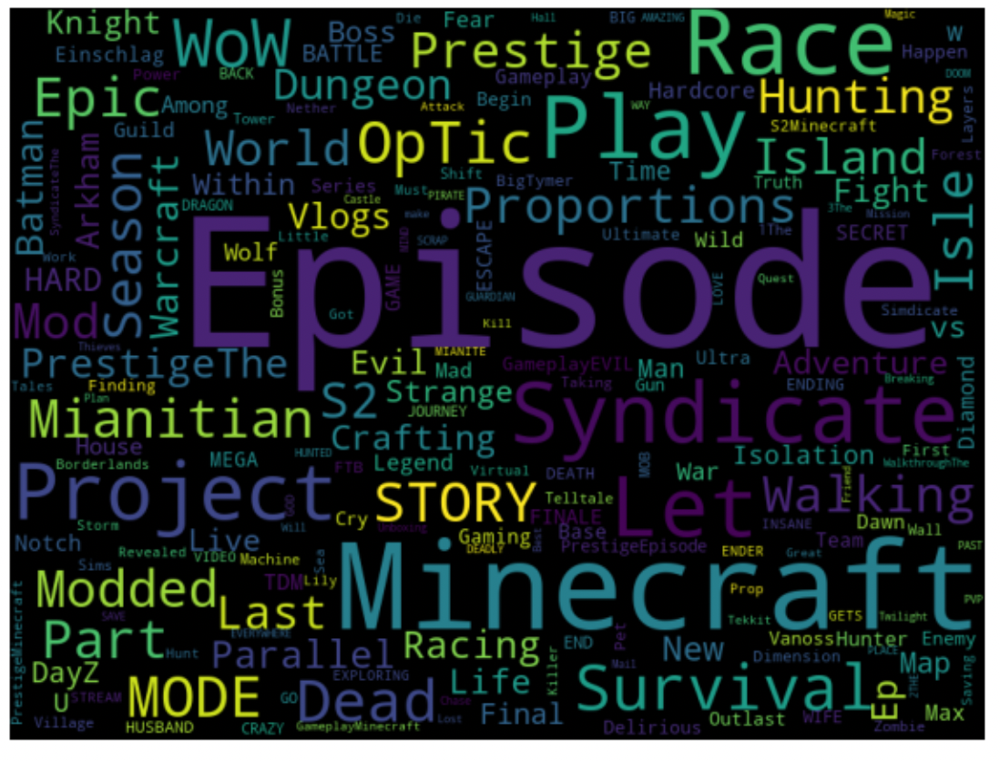 Knight
WoW
Die
Fear
Hall
BIG
AMAZING
Race
Magic
W
Einschlag
Boss
BATTLE
Prestige
Happen
Power
BACK
Gameplay
DOOM
Epic
Among
Dungeon
Nether
Attack
Begin
Play
WAY
Hardcore
Hunting
Layers
Tower
Guild
World
OpTic
S2Minecraft
Island
Forest
Batman
SyndicateThe
Arkham
Season
Warcraft
Within
Series
Shift
BigTymer
Time
Truth
Fight
Isle
Castle
Must
PIRATE
DRAGON
Vlogs
make
Proportions
3The
Mission
Little
MIND
SCRAP
ESCAPE
Ultimate
Wild
1The
SECRET
Work
Wolf
HARD
Bonus
GAME
Episode
GUARDIAN
LOVE
Quest
Mod
Got
Kill
Simdicate
vs
Thieves
PrestigeThe
Evil
MIANITE
Mad
GameplayEVIL
Man
Ultra
Adventure
Tales
Finding
Plan
S2
Strange
Taking
Gun
ENDING
Breaking
Diamond
Mianitian
JOURNEY
Syndicate
House
Crafting
Borderlands
MEGA
HUNTED
FTB
Legend
Virtual
DEATH
MOB
War
Isolation
First
WalkthroughThe
Project
GOD
STORY
Telltale
Let
Walking
Friend
Storm
Will
Cry
Unboxing
FINALE
INSANE
Dawn
Wall
Notch
Live
Gaming
Best
Base
Team
Revealed
VIDEO
Machine
Sea
DEADLY
PrestigeEpisode
ENDER
Great
PAST
Sims
TDM
Lily
Minecraft
Prop
PrestigeMinecraft
Modded
Last
Tekkit
GETS
Twilight
PVP
SAVE
EVERYWHERE
Pet
VanossHunter
Enemy
Part
Hunt
Parallel
Racing
END
New
Dimension
PLACE
Map
DayZ
EXPLORING
Life
Killer
Mail
Survival
2THE
Saving
U
STREAM
MODE
GO
Dead
Chase
Final
Ep
Max
Village
HUSBAND
CRAZY
GameplayMinecraft
Lost
Delirious
Outlast
WIFE
Zombie